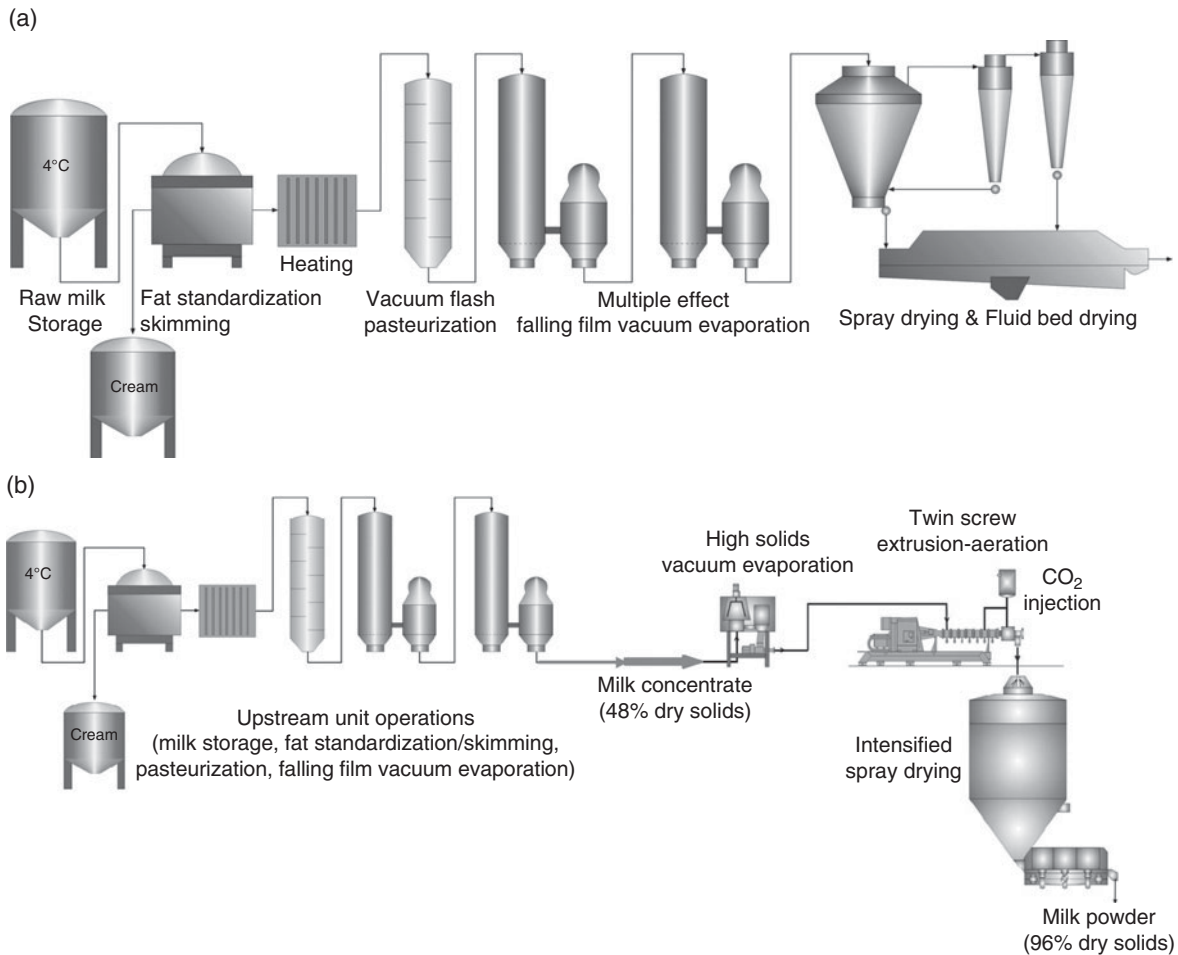 (a)
4°C
Raw milk
Storage
Fat standardization
skimming
Cream
Heating
Vacuum flash
pasteurization
Multiple effect
falling film vacuum evaporation
Spray drying & Fluid bed drying
(b)
4°C
Cream
Upstream unit operations
(milk storage, fat standardization/skimming,
pasteurization, falling film vacuum evaporation)
Milk concentrate
(48% dry solids)
High solids
vacuum evaporation
Twin screw
extrusion-aeration
CO₂
injection
Intensified
spray drying
Milk powder
(96% dry solids)